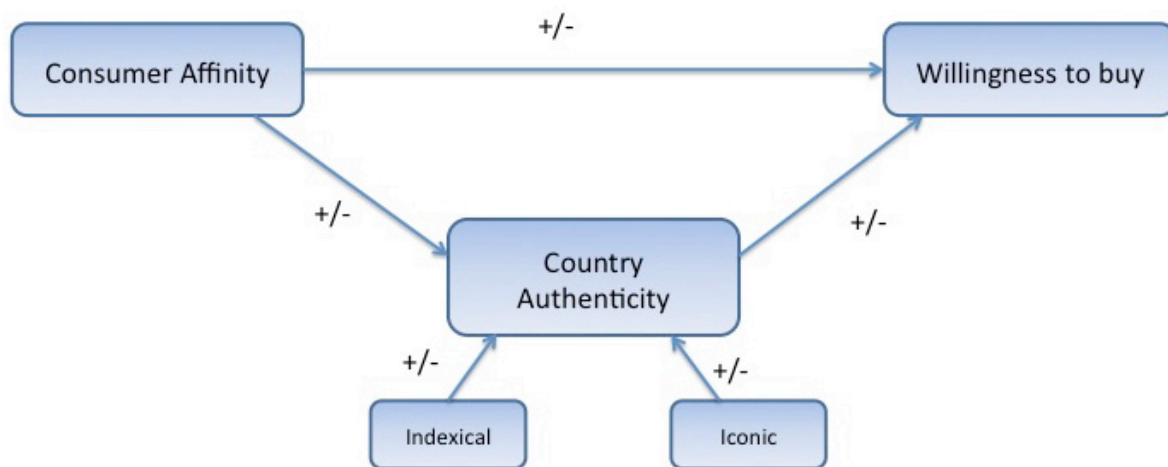 +/-
Consumer Affinity
Willingness to buy
+/-
+/-
Country
Authenticity
+/-
+/-
Indexical
Iconic